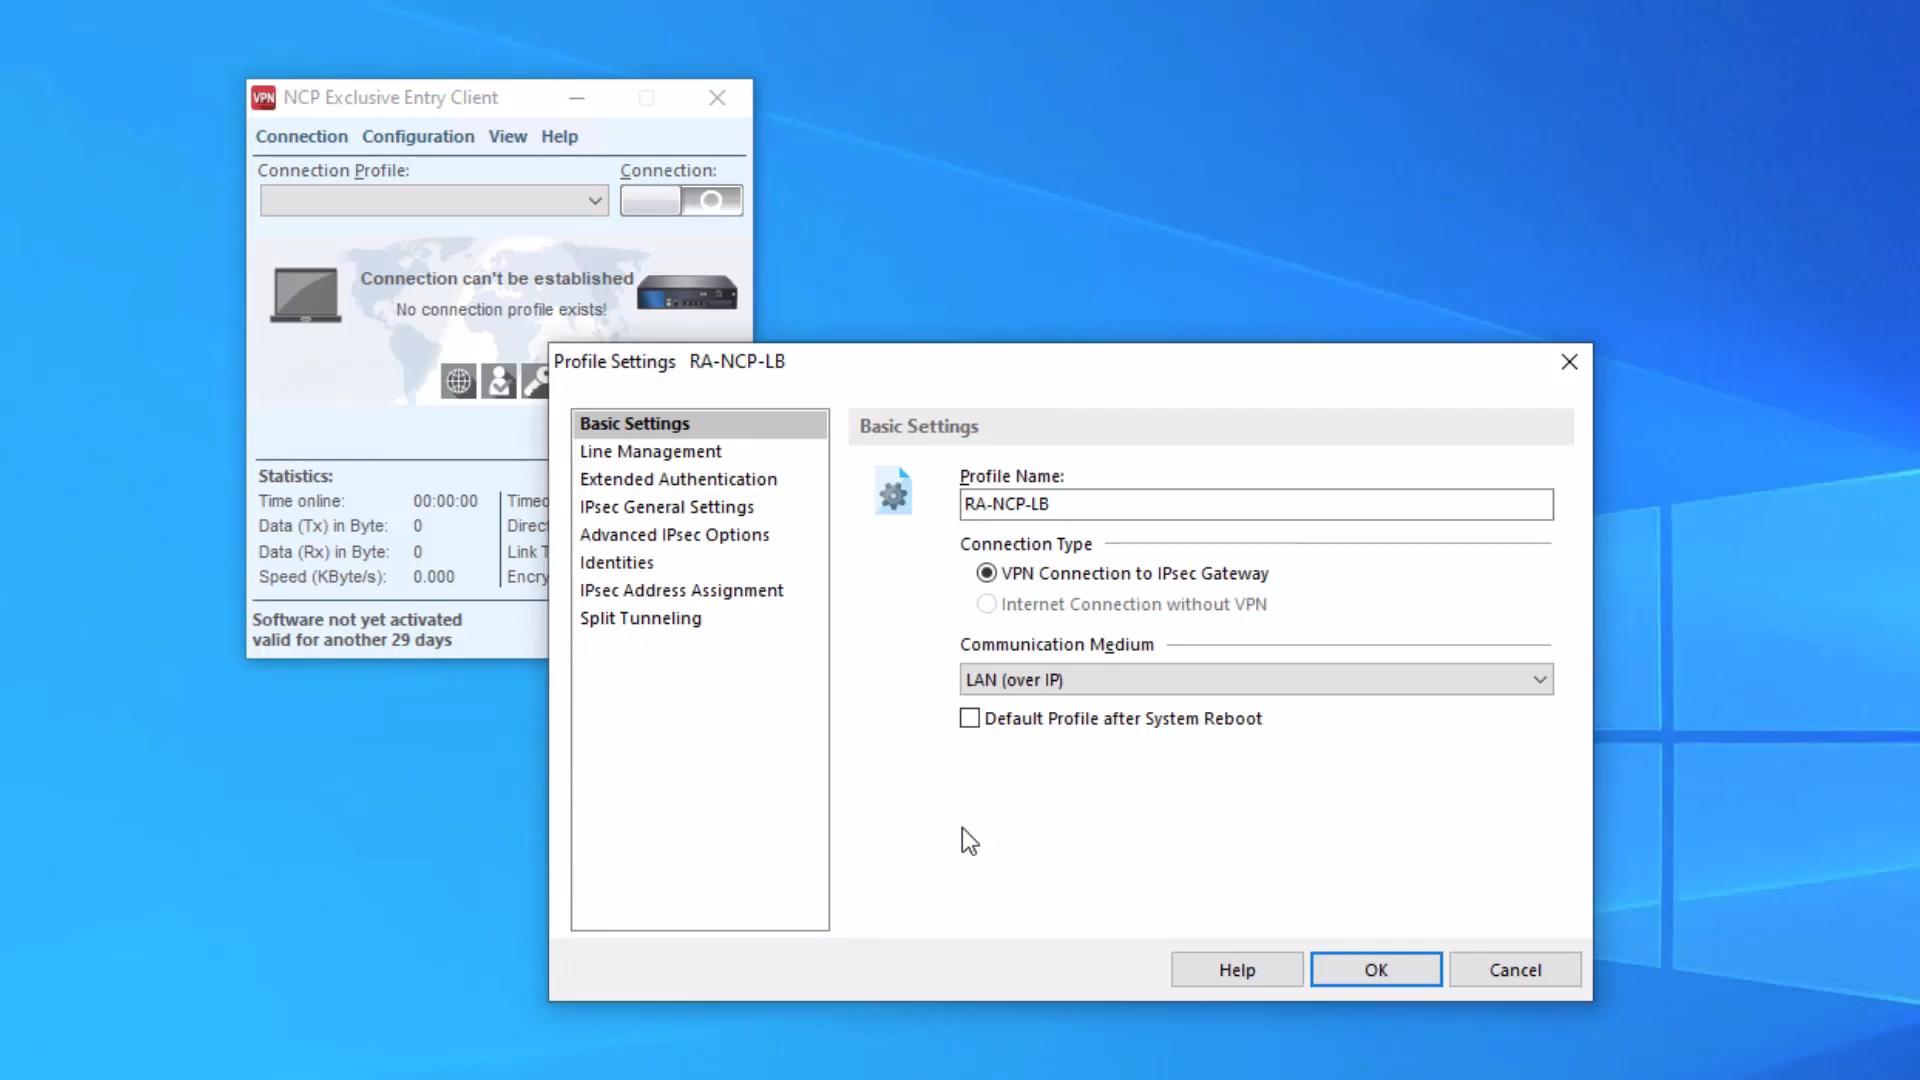 VPN NCP Exclusive Entry Client
Connection Configuration View Help
Connection Profile: Connection:
Connection can't be established
No connection profile exists!
Statistics:
Time online: 00:00:00
Data (Tx) in Byte: 0
Data (Rx) in Byte: 0
Speed (KByte/s): 0.000
Direct
Link T
Software not yet activated
valid for another 29 days
Profile Settings RA-NCP-LB
Basic Settings
Line Management
Extended Authentication
IPsec General Settings
Advanced IPsec Options
Identities
IPsec Address Assignment
Split Tunneling
Basic Settings
Profile Name:
RA-NCP-LB
Connection Type
VPN Connection to IPsec Gateway
Internet Connection without VPN
Communication Medium
LAN (over IP)
Default Profile after System Reboot
Help OK Cancel